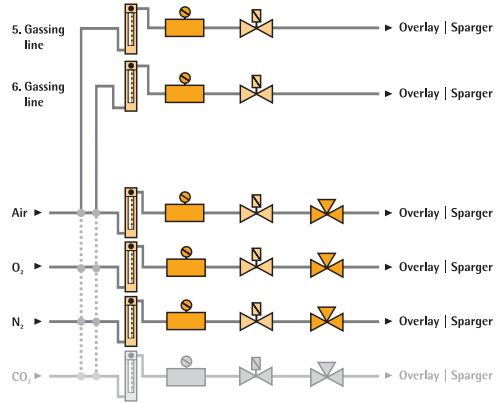 5. Gassing
line
Overlay | Sparger
6. Gassing
line
Overlay | Sparger
Air
Overlay | Sparger
O₂
Overlay | Sparger
N₂
Overlay | Sparger
CO₂
Overlay | Sparger